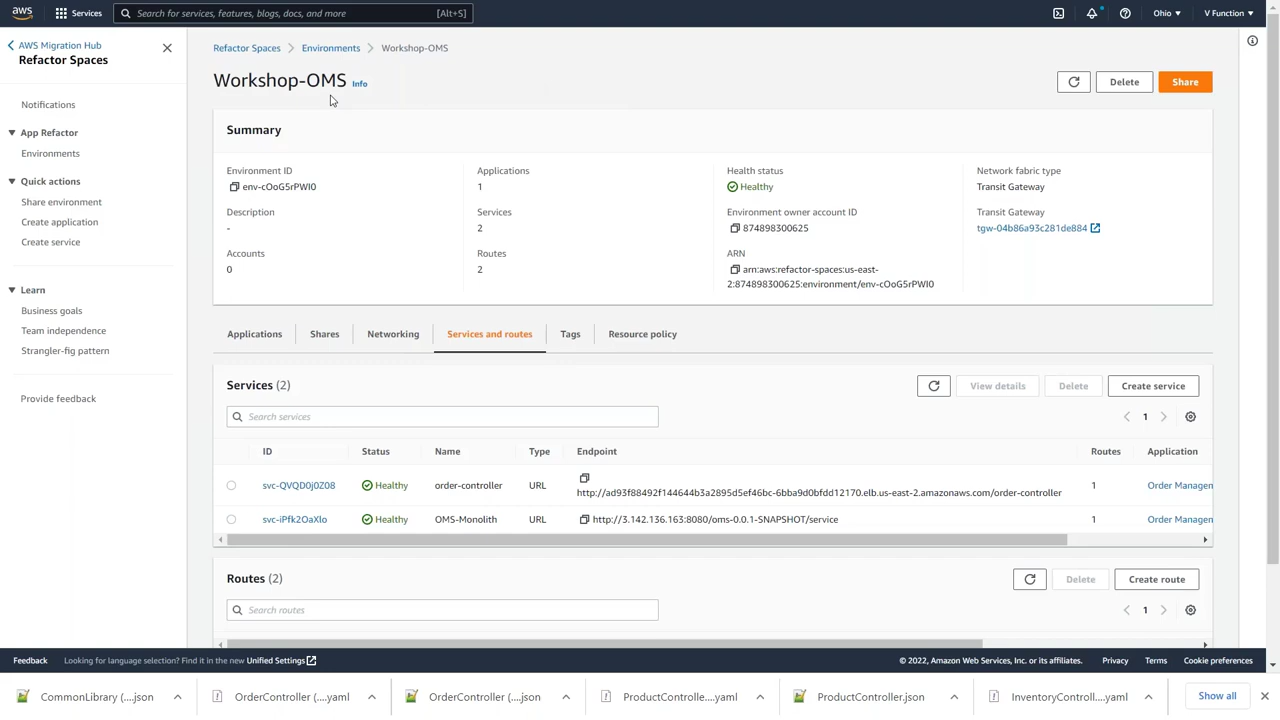 aws Services Search for services, features, blogs, docs, and more [Alt+S] Ohio V Function
AWS Migration Hub
Refactor Spaces
Notifications
App Refactor
Environments
Quick actions
Share environment
Create application
Create service
Learn
Business goals
Team independence
Strangler-fig pattern
Provide feedback
Refactor Spaces Environments Workshop-OMS
Workshop-OMS Info
Delete Share
Summary
Environment ID Applications Health status Network fabric type
env-cOoG5rPWI0 1 Healthy Transit Gateway
Description Services Environment owner account ID Transit Gateway
- 2 874898300625 tgw-04b86a93c281de884
Accounts Routes ARN
0 2 arn:aws:refactor-spaces:us-east-
2:874898300625:environment/env-cOoG5rPWI0
Applications Shares Networking Services and routes Tags Resource policy
Services (2) View details Delete Create service
Search services 1
ID Status Name Type Endpoint Routes Application
svc-QVQD0j0Z08 Healthy order-controller URL http://ad93f88492f144644b3a2895d5ef46bc-6bba9d0bfdd12170.elb.us-east-2.amazonaws.com/order-controller 1 Order Managem
svc-iPfk2OaXlo Healthy OMS-Monolith URL http://3.142.136.163:8080/oms-0.0.1-SNAPSHOT/service 1 Order Managem
Routes (2) Delete Create route
Search routes 1
Feedback Looking for language selection? Find it in the new Unified Settings © 2022, Amazon Web Services, Inc. or its affiliates. Privacy Terms Cookie preferences
CommonLibrary (....json OrderController (....yaml OrderController (....json ProductControlle....yaml ProductController.json InventoryControll....yaml Show all